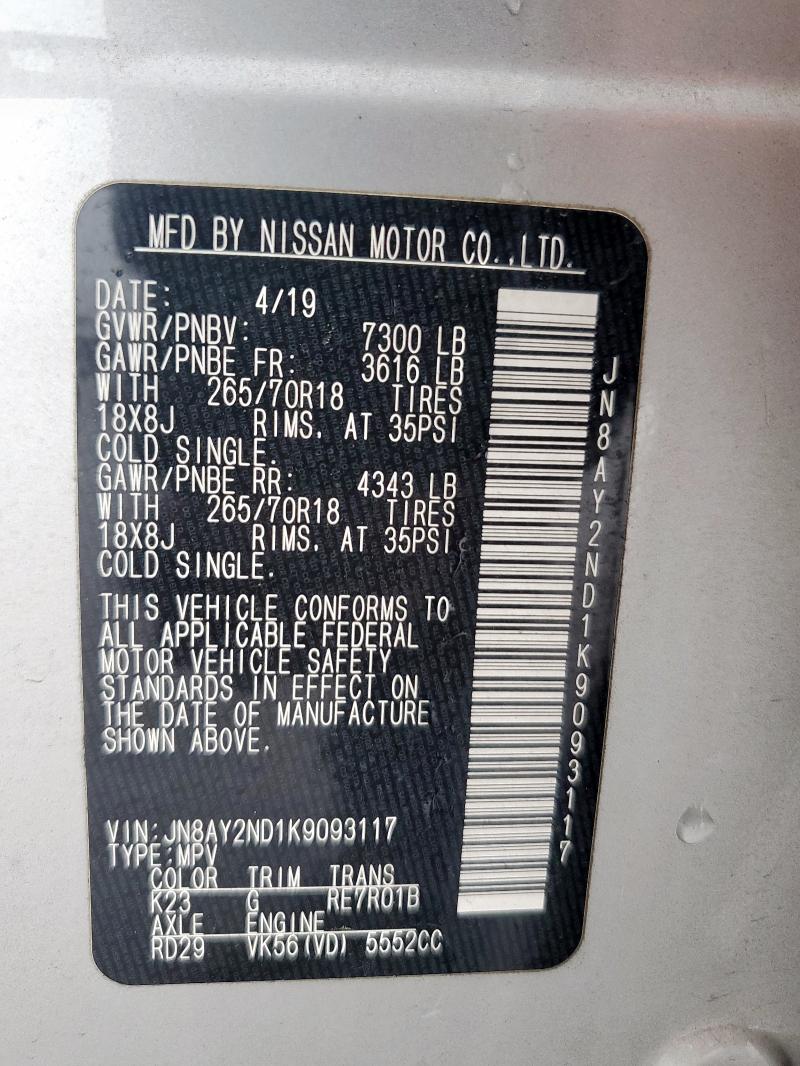 MFD BY NISSAN MOTOR CO.,LTD.
DATE: 4/19
GVWR/PNBV: 7300 LB
GAWR/PNBE FR: 3616 LB
WITH 265/70R18 TIRES
18X8J RIMS. AT 35PSI
COLD SINGLE.
GAWR/PNBE RR: 4343 LB
WITH 265/70R18 TIRES
18X8J RIMS. AT 35PSI
COLD SINGLE.
THIS VEHICLE CONFORMS TO
ALL APPLICABLE FEDERAL
MOTOR VEHICLE SAFETY
STANDARDS IN EFFECT ON
THE DATE OF MANUFACTURE
SHOWN ABOVE.
VIN:JN8AY2ND1K9093117
TYPE:MPV
COLOR TRIM TRANS
K23 G RE7R01B
AXLE ENGINE
RD29 VK56(VD) 5552CC
JN8AY2ND1K9093117